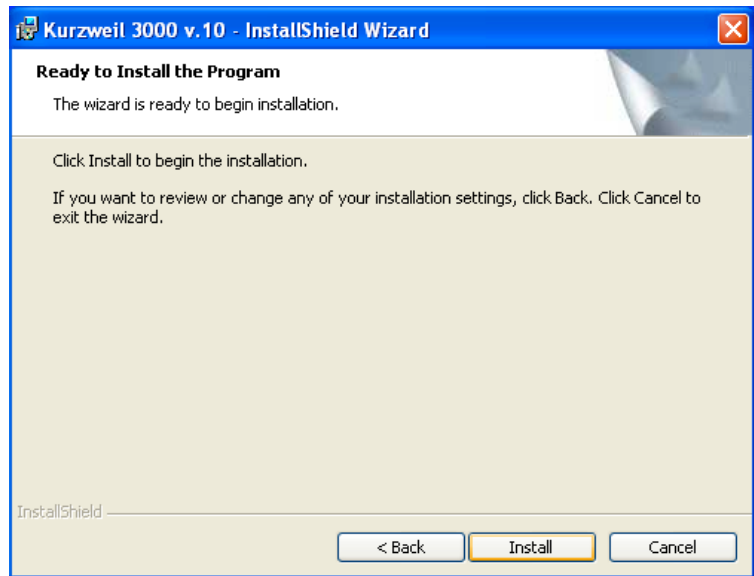 Kurzweil 3000 v.10 - InstallShield Wizard
Ready to Install the Program
The wizard is ready to begin installation.
Click Install to begin the installation.
If you want to review or change any of your installation settings, click Back. Click Cancel to
exit the wizard.
InstallShield
< Back Install Cancel